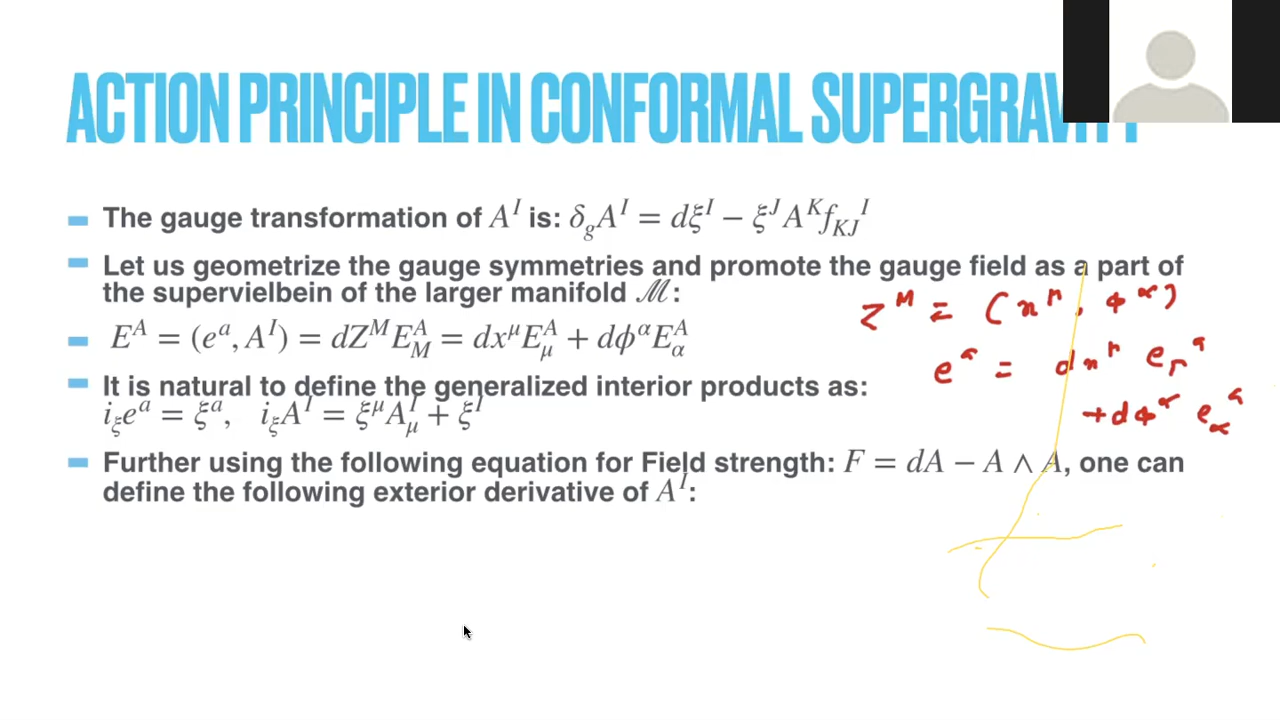 ACTION PRINCIPLE IN CONFORMAL SUPERGRAVITY
The gauge transformation of A^I is: δ_g A^I = dξ^I − ξ^J A^K f_{KJ}^I
Let us geometrize the gauge symmetries and promote the gauge field as a part of
the supervielbein of the larger manifold ℳ:
Z^M = (x^μ, φ^α)
E^A = (e^a, A^I) = dZ^M E_M^A = dx^μ E_μ^A + dφ^α E_α^A
e^a = dx^μ e_μ^a
+ dφ^α e_α^a
It is natural to define the generalized interior products as:
i_ξ e^a = ξ^a, i_ξ A^I = ξ^μ A_μ^I + ξ^I
Further using the following equation for Field strength: F = dA − A ∧ A, one can
define the following exterior derivative of A^I: